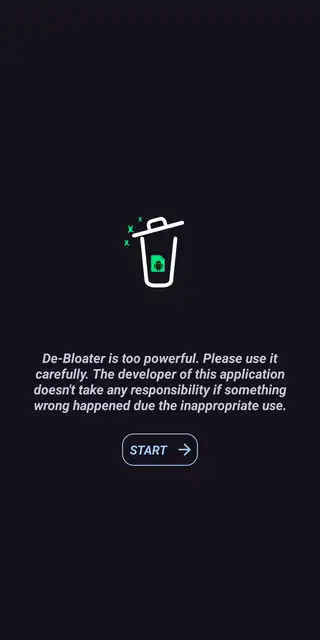 De-Bloater is too powerful. Please use it
carefully. The developer of this application
doesn't take any responsibility if something
wrong happened due the inappropriate use.
START